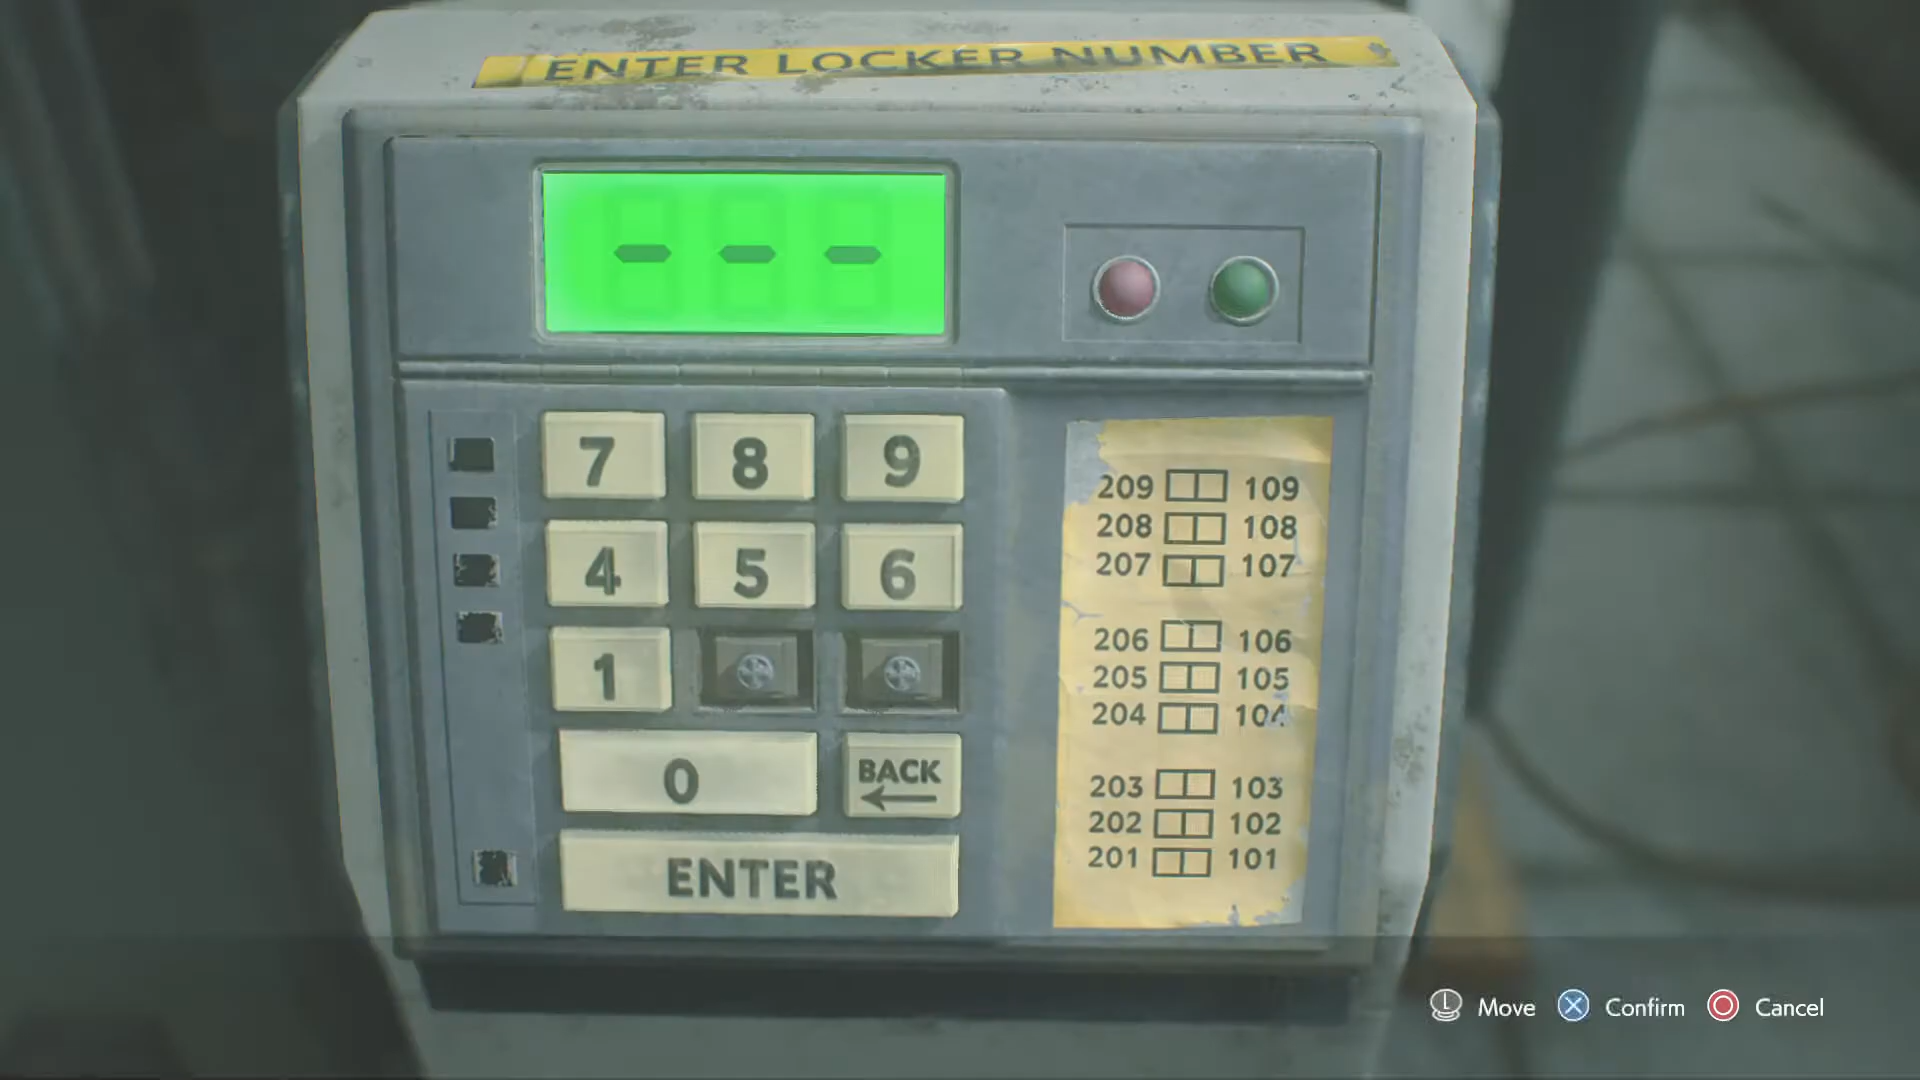 ENTER LOCKER NUMBER
---
7 8 9
4 5 6
1
0 BACK
ENTER
209 109
208 108
207 107
206 106
205 105
204 104
203 103
202 102
201 101
L Move Confirm Cancel